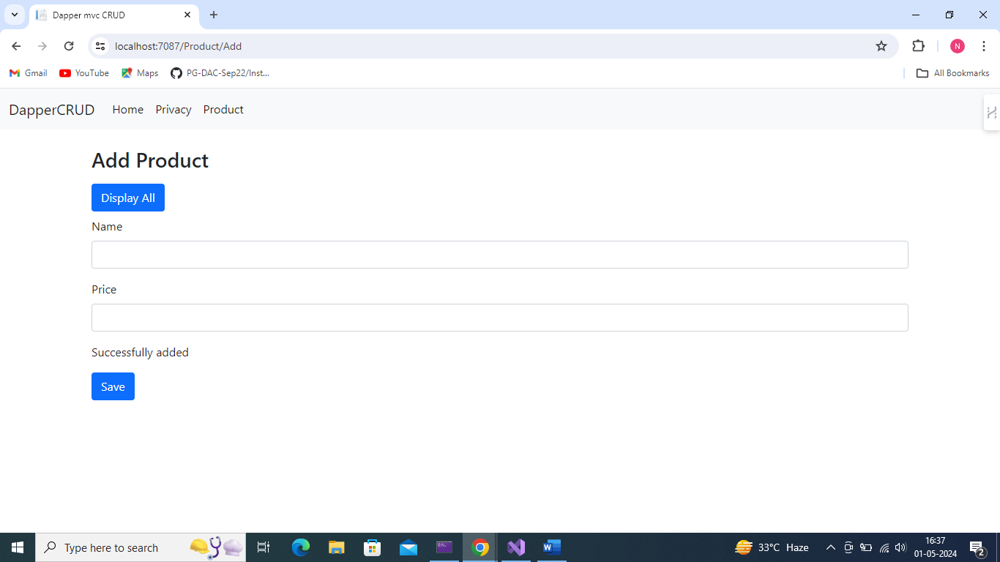 Dapper mvc CRUD
localhost:7087/Product/Add
N
Gmail YouTube Maps PG-DAC-Sep22/Inst... All Bookmarks
DapperCRUD Home Privacy Product
Add Product
Display All
Name
Price
Successfully added
Save
Type here to search
33°C Haze
16:37
01-05-2024
2